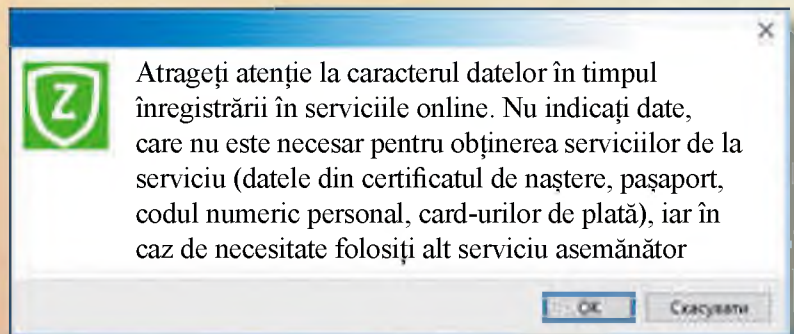 Z
Atrageți atenție la caracterul datelor în timpul
înregistrării în serviciile online. Nu indicați date,
care nu este necesar pentru obținerea serviciilor de la
serviciu (datele din certificatul de naștere, pașaport,
codul numeric personal, card-urilor de plată), iar în
caz de necesitate folosiți alt serviciu asemănător
OK Скасувати